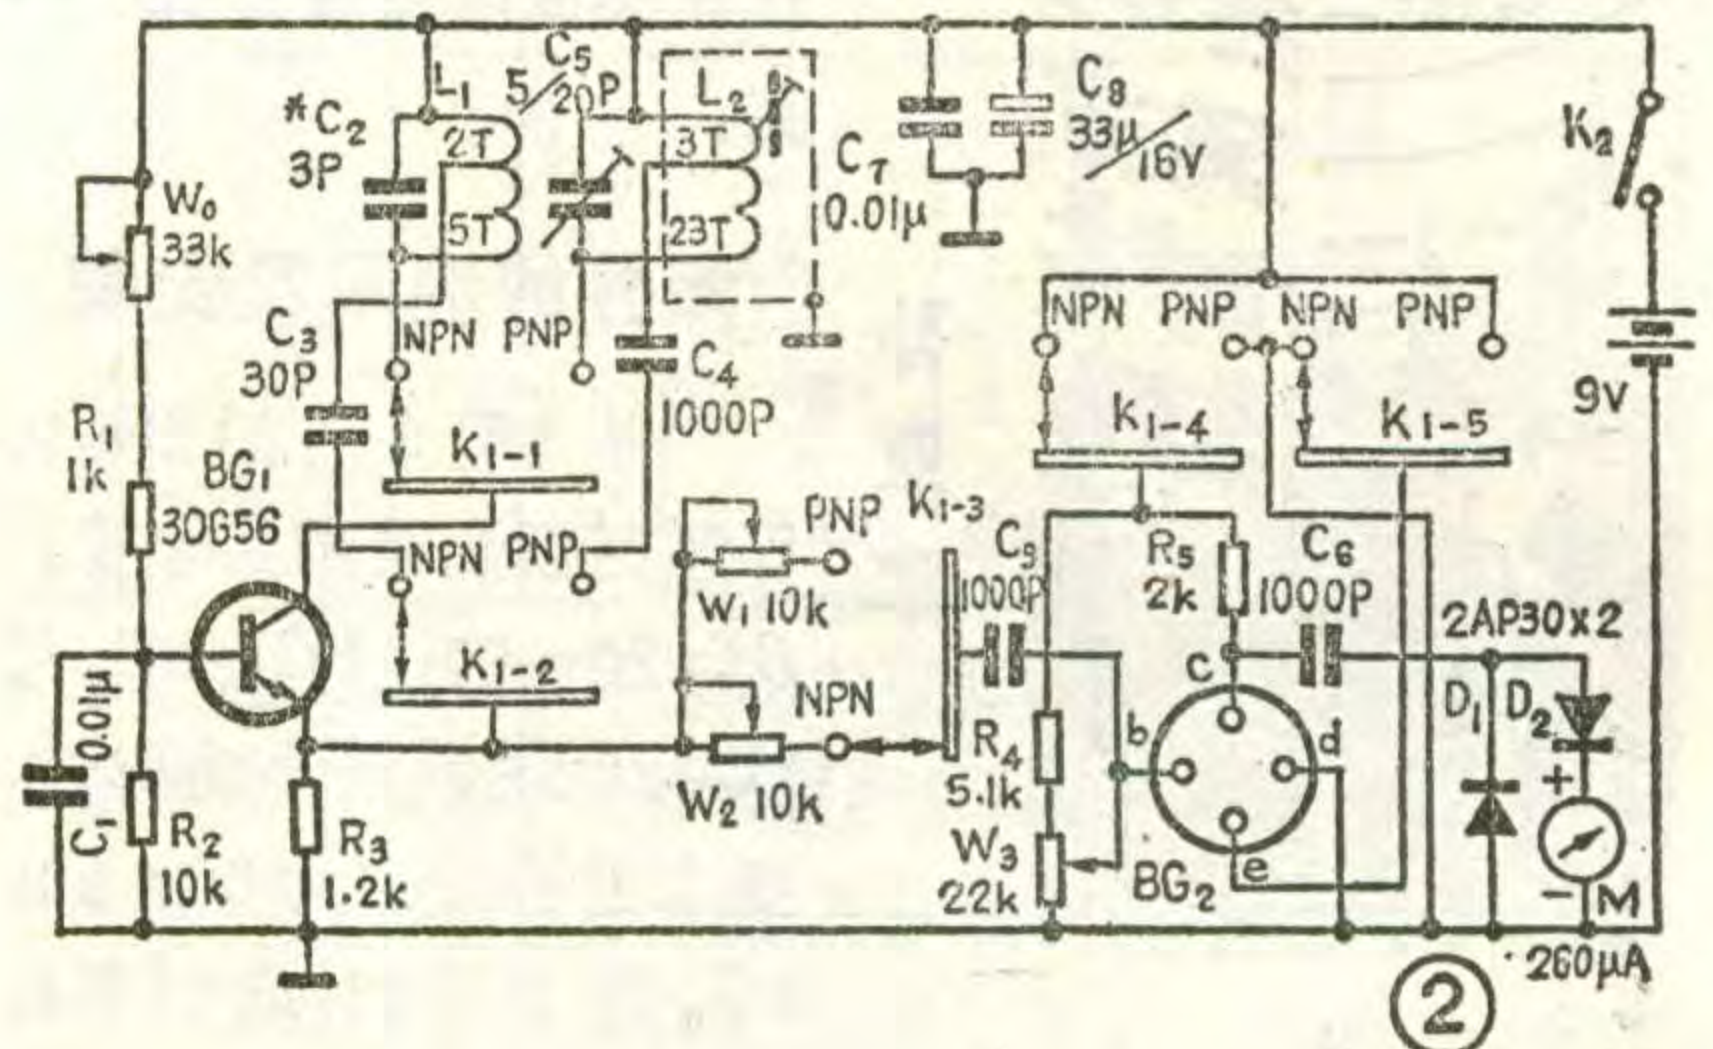 L₁
*C₂
3P
2T
5T
C₅
5/20P
L₂
3T
23T
C₇
0.01μ
C₈
33μ/16V
K₂
9V
W₀
33k
C₃
30P
NPN PNP
C₄
1000P
NPN PNP NPN PNP
K₁₋₄
K₁₋₅
R₁
1k
BG₁
3DG56
K₁₋₁
NPN PNP
K₁₋₂
PNP
W₁ 10k
NPN
W₂ 10k
K₁₋₃
C₉
1000P
R₅
2k
C₆
1000P
2AP30x2
D₁ D₂
c
b
d
e
BG₂
R₄
5.1k
W₃
22k
C₁
0.01μ
R₂
10k
R₃
1.2k
+
-
M
260μA
②